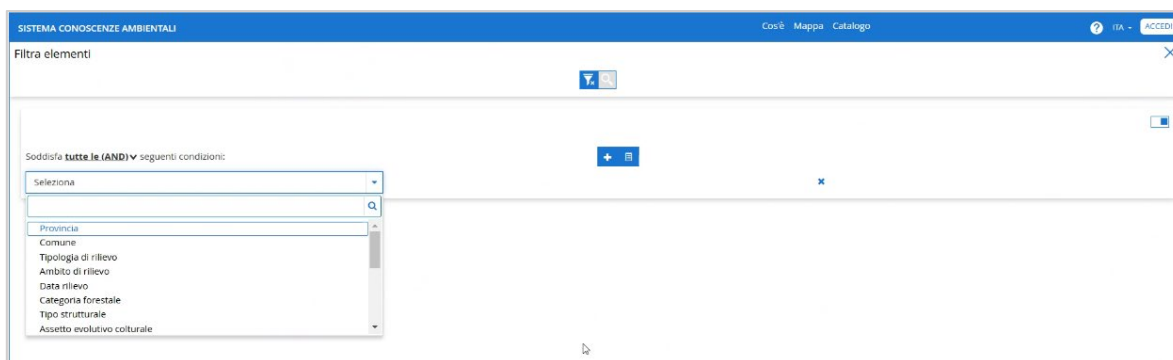 SISTEMA CONOSCENZE AMBIENTALI Cos'è Mappa Catalogo ? ITA ACCEDI
Filtra elementi
Soddisfa tutte le (AND) seguenti condizioni:
Seleziona
Provincia
Comune
Tipologia di rilievo
Ambito di rilievo
Data rilievo
Categoria forestale
Tipo strutturale
Assetto evolutivo colturale